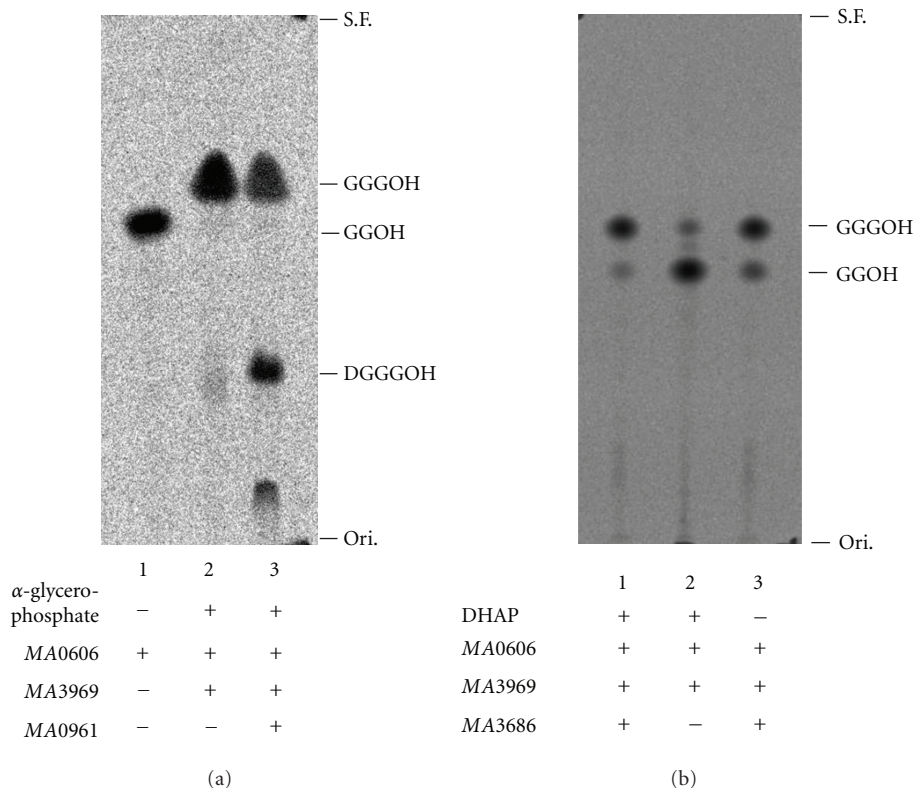 S.F.
GGGOH
GGOH
DGGGOH
Ori.
1 2 3
α-glycero-
phosphate − + +
MA0606 + + +
MA3969 − + +
MA0961 − − +
(a)
S.F.
GGGOH
GGOH
Ori.
1 2 3
DHAP + + −
MA0606 + + +
MA3969 + + +
MA3686 + − +
(b)